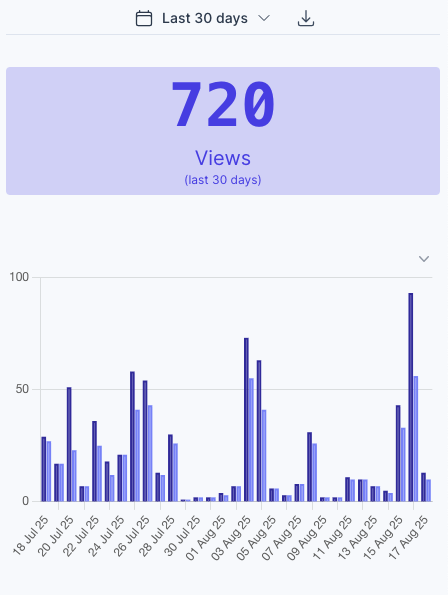 Last 30 days
720
Views
(last 30 days)
100
50
0
18 Jul 25
20 Jul 25
22 Jul 25
24 Jul 25
26 Jul 25
28 Jul 25
30 Jul 25
01 Aug 25
03 Aug 25
05 Aug 25
07 Aug 25
09 Aug 25
11 Aug 25
13 Aug 25
15 Aug 25
17 Aug 25